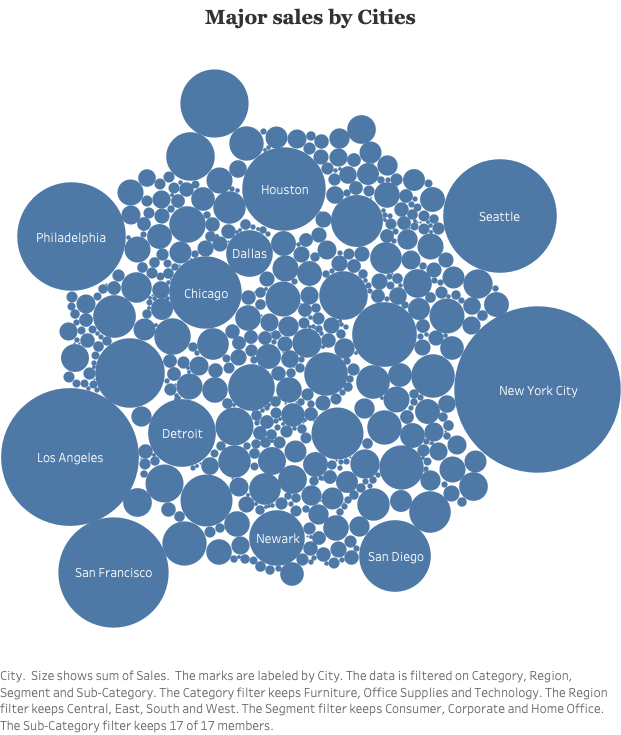 Major sales by Cities
Houston
Seattle
Philadelphia
Dallas
Chicago
New York City
Detroit
Los Angeles
Newark
San Diego
San Francisco
City.  Size shows sum of Sales.  The marks are labeled by City. The data is filtered on Category, Region,
Segment and Sub-Category. The Category filter keeps Furniture, Office Supplies and Technology. The Region
filter keeps Central, East, South and West. The Segment filter keeps Consumer, Corporate and Home Office.
The Sub-Category filter keeps 17 of 17 members.